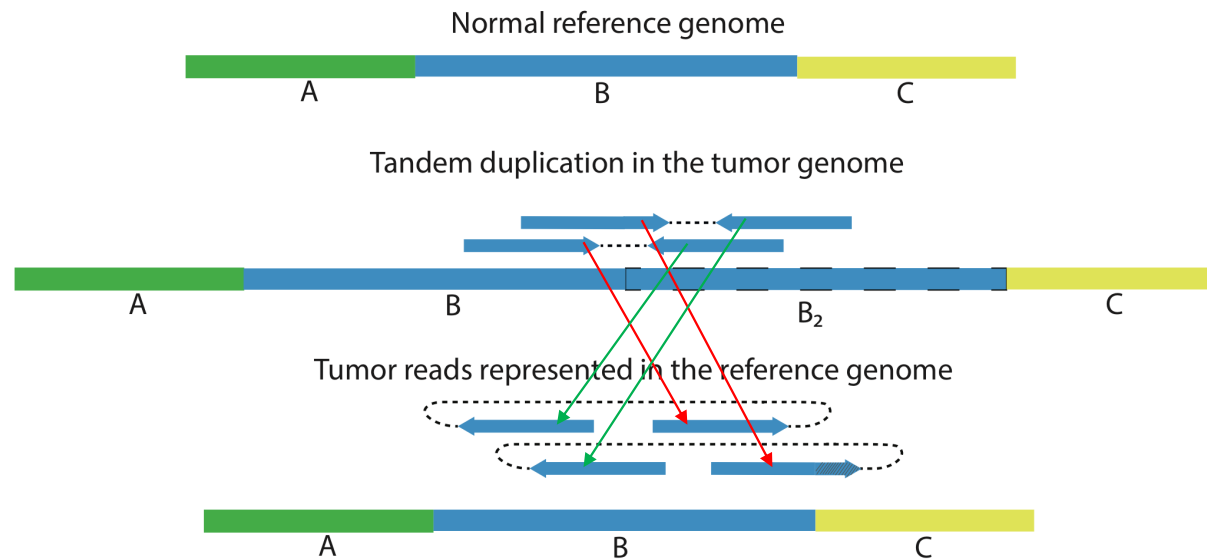 Normal reference genome
A B C
Tandem duplication in the tumor genome
A B B₂ C
Tumor reads represented in the reference genome
A B C